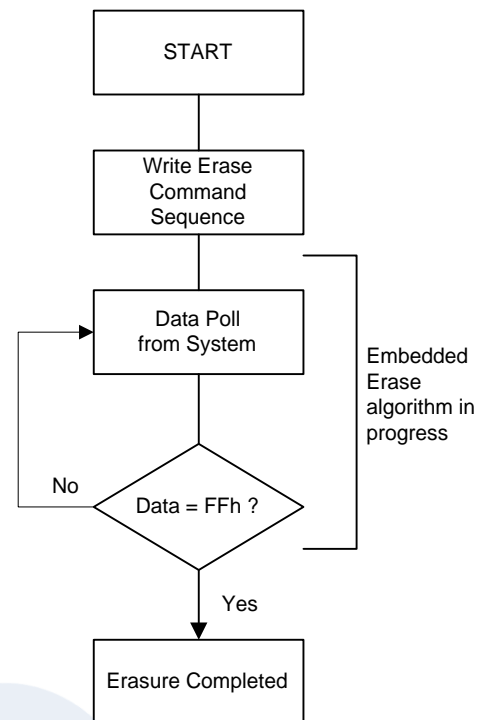 START
Write Erase
Command
Sequence
Data Poll
from System
Embedded
Erase
algorithm in
progress
No
Data = FFh ?
Yes
Erasure Completed